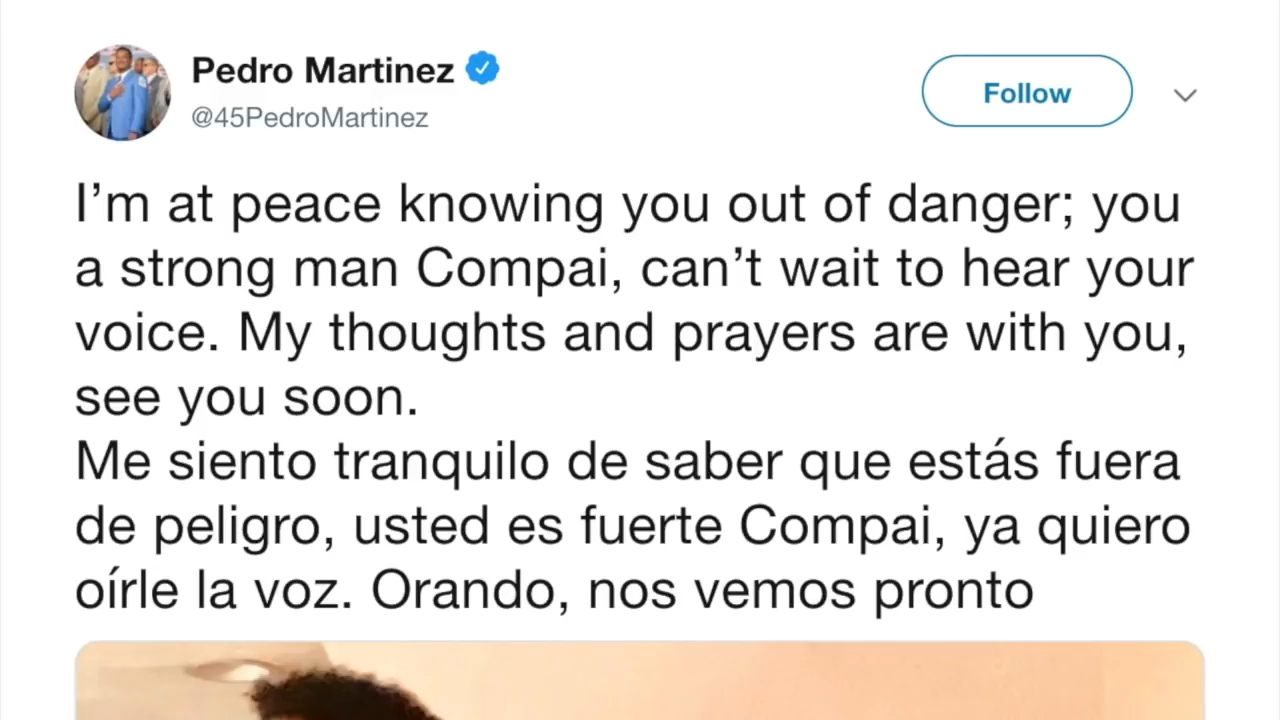 Pedro Martinez
@45PedroMartinez
Follow
I’m at peace knowing you out of danger; you
a strong man Compai, can’t wait to hear your
voice. My thoughts and prayers are with you,
see you soon.
Me siento tranquilo de saber que estás fuera
de peligro, usted es fuerte Compai, ya quiero
oírle la voz. Orando, nos vemos pronto